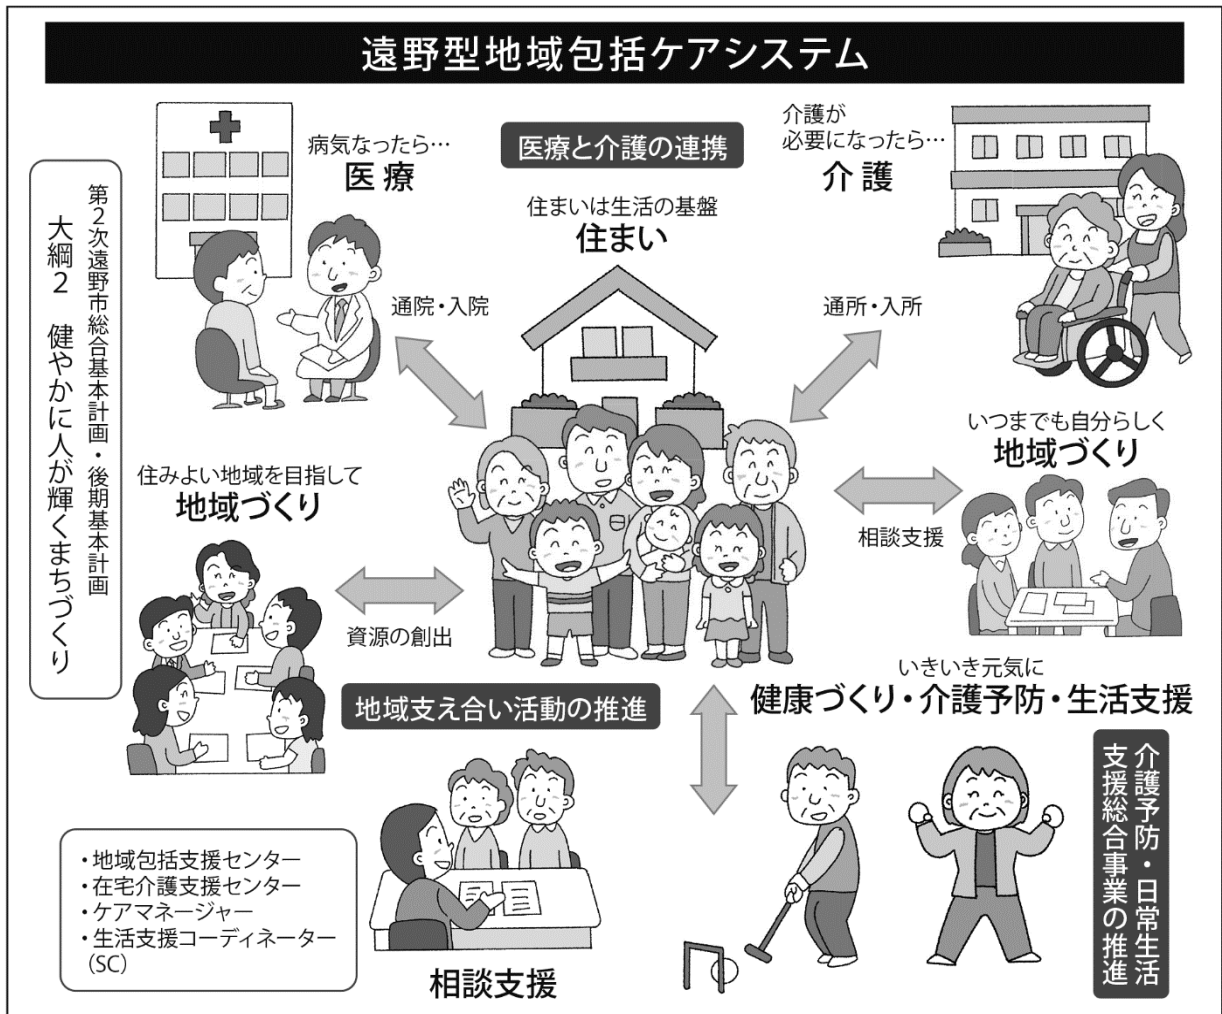 遠野型地域包括ケアシステム
第2次遠野市総合基本計画・後期基本計画
大綱2 健やかに人が輝くまちづくり
病気なったら…
医療
医療と介護の連携
介護が
必要になったら…
介護
住まいは生活の基盤
住まい
通院・入院
通所・入所
住みよい地域を目指して
地域づくり
いつまでも自分らしく
地域づくり
相談支援
資源の創出
地域支え合い活動の推進
いきいき元気に
健康づくり・介護予防・生活支援
介護予防・日常生活
支援総合事業の推進
・地域包括支援センター
・在宅介護支援センター
・ケアマネージャー
・生活支援コーディネーター
(SC)
相談支援